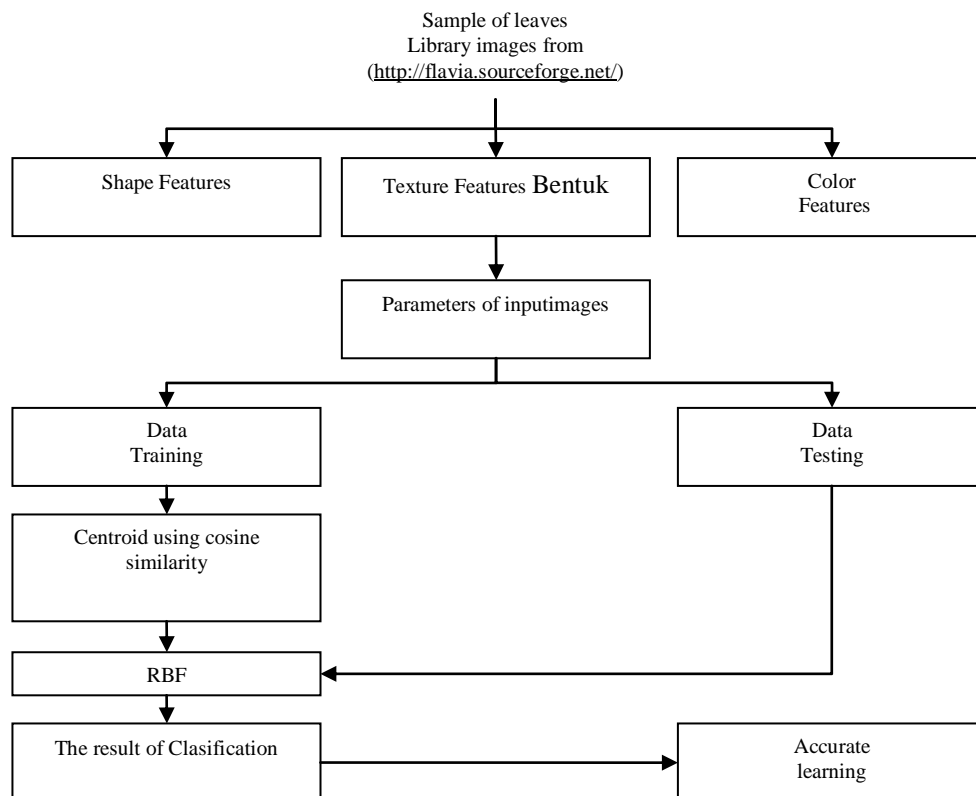 Sample of leaves
Library images from
(http://flavia.sourceforge.net/)
Shape Features
Texture Features Bentuk
Color
Features
Parameters of inputimages
Data
Training
Data
Testing
Centroid using cosine
similarity
RBF
The result of Clasification
Accurate
learning